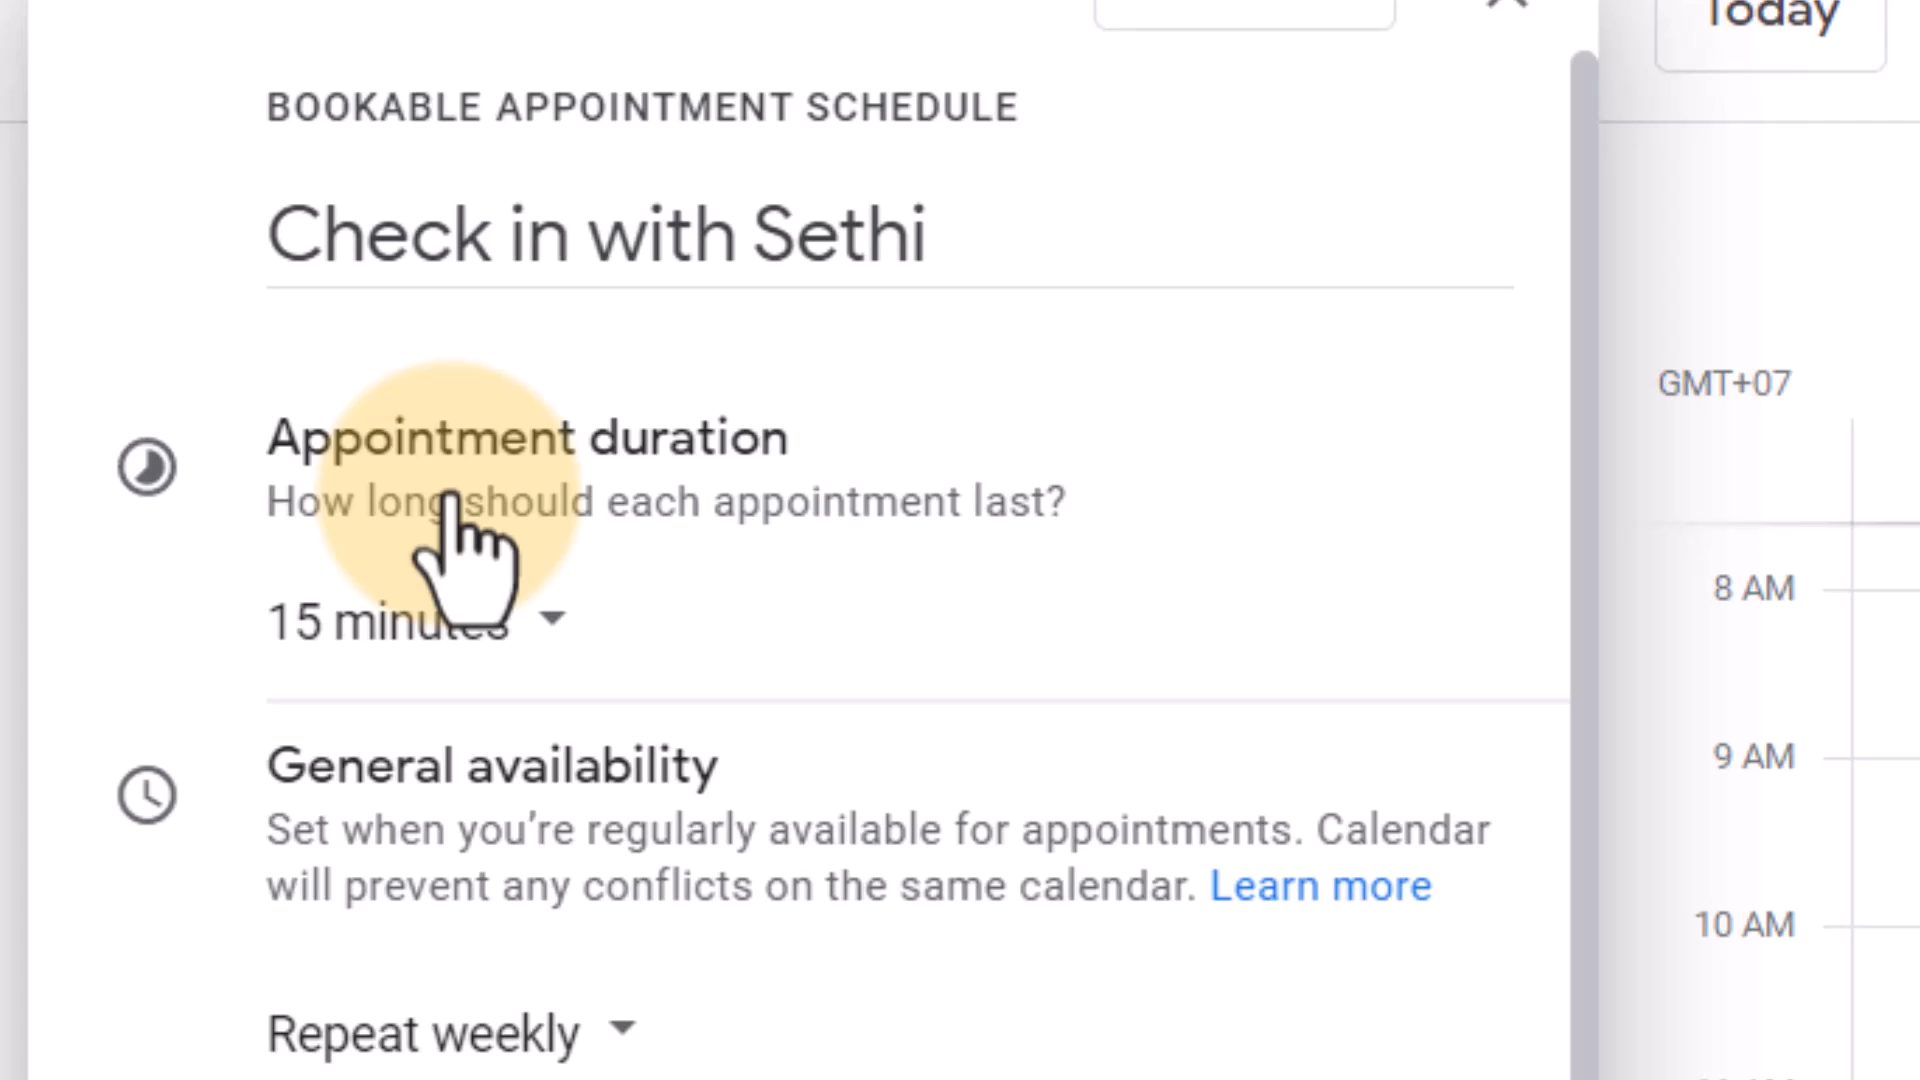 Today
BOOKABLE APPOINTMENT SCHEDULE
Check in with Sethi
GMT+07
Appointment duration
How long should each appointment last?
8 AM
15 minutes
9 AM
General availability
Set when you’re regularly available for appointments. Calendar
will prevent any conflicts on the same calendar. Learn more
10 AM
Repeat weekly